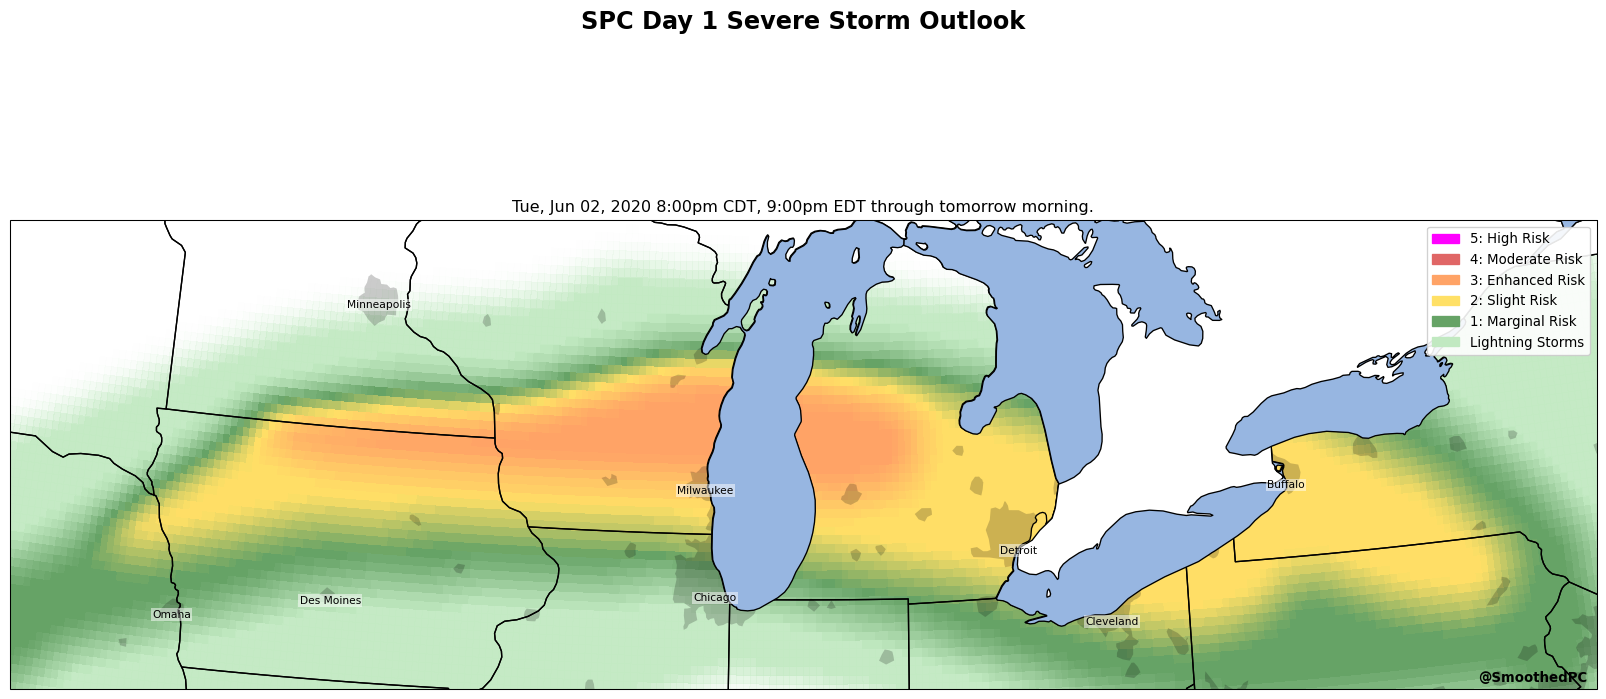 SPC Day 1 Severe Storm Outlook
Tue, Jun 02, 2020 8:00pm CDT, 9:00pm EDT through tomorrow morning.
5: High Risk
4: Moderate Risk
3: Enhanced Risk
2: Slight Risk
1: Marginal Risk
Lightning Storms
Minneapolis
Milwaukee
Buffalo
Detroit
Chicago
Des Moines
Omaha
Cleveland
@SmoothedPC